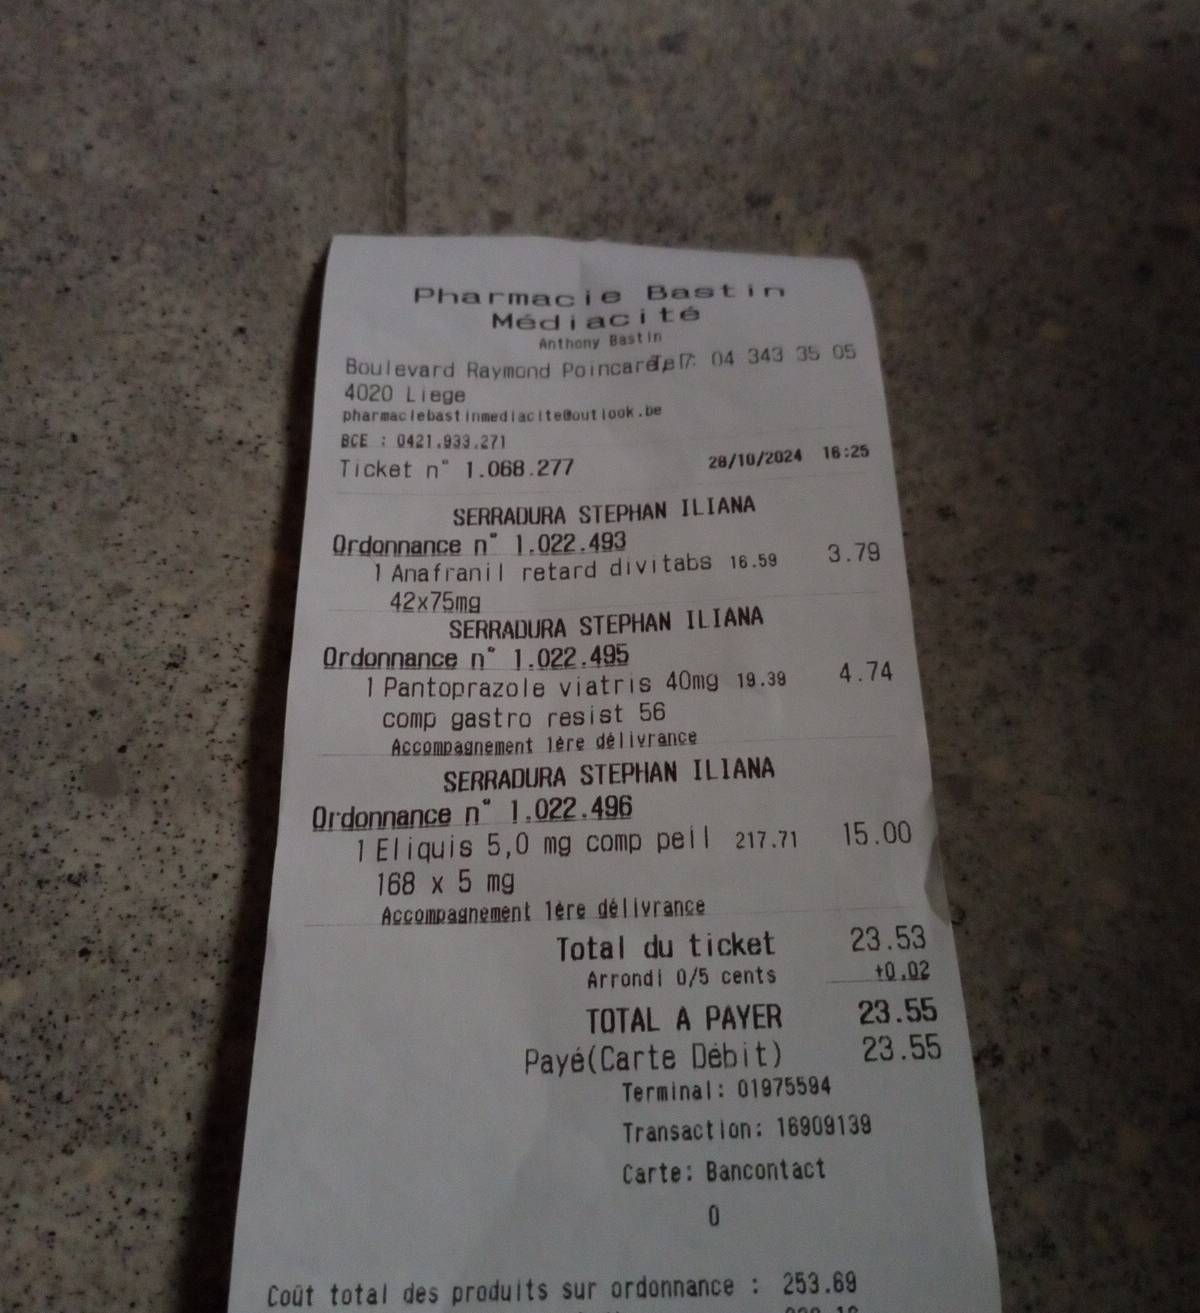 Pharmacie Bastin
Médiacité
Anthony Bastin
Boulevard Raymond Poincaré 7 Tel: 04 343 35 05
4020 Liege
pharmaciebastinmediacite@outlook.be
BCE : 0421.933.271
Ticket n° 1.068.277 28/10/2024 16:25
SERRADURA STEPHAN ILIANA
Ordonnance n° 1.022.493
1 Anafranil retard divitabs 16.59 3.79
42x75mg
SERRADURA STEPHAN ILIANA
Ordonnance n° 1.022.495
1 Pantoprazole viatris 40mg 19.39 4.74
comp gastro resist 56
Accompagnement 1ère délivrance
SERRADURA STEPHAN ILIANA
Ordonnance n° 1.022.496
1 Eliquis 5,0 mg comp pell 217.71 15.00
168 x 5 mg
Accompagnement 1ère délivrance
Total du ticket 23.53
Arrondi 0/5 cents +0.02
TOTAL A PAYER 23.55
Payé(Carte Débit) 23.55
Terminal: 01975594
Transaction: 16909139
Carte: Bancontact
0
Coût total des produits sur ordonnance : 253.69